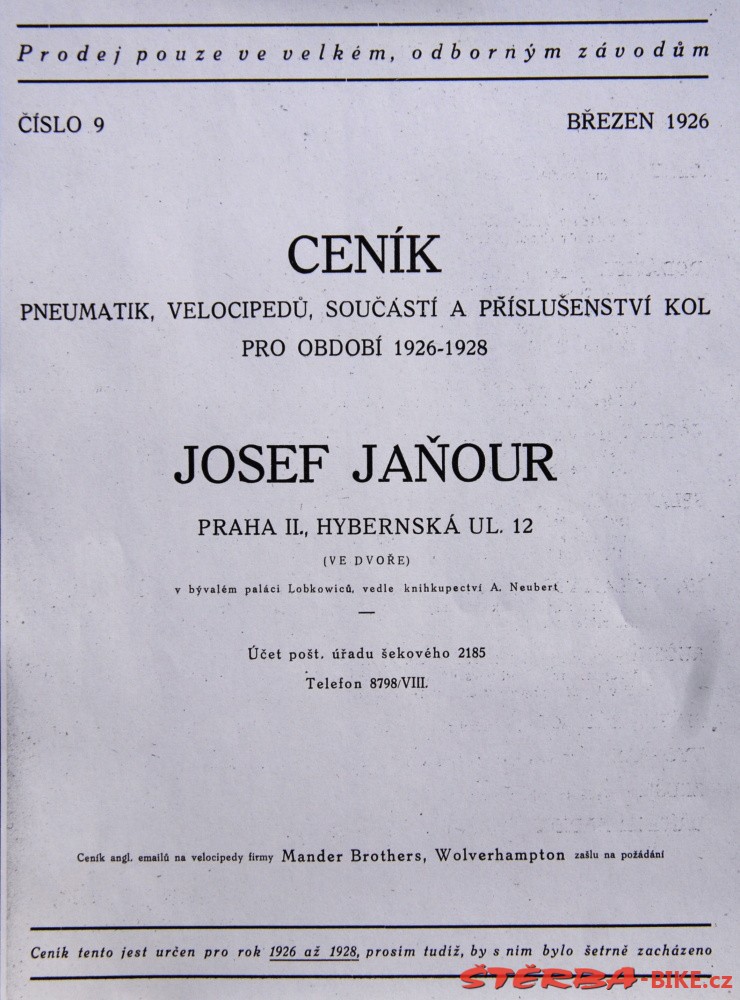 Prodej pouze ve velkém, odborným závodům
ČÍSLO 9
BŘEZEN 1926
CENÍK
PNEUMATIK, VELOCIPEDŮ, SOUČÁSTÍ A PŘÍSLUŠENSTVÍ KOL
PRO OBDOBÍ 1926-1928
JOSEF JAŇOUR
PRAHA II., HYBERNSKÁ UL. 12
(VE DVOŘE)
v bývalém paláci Lobkowiců, vedle knihkupectví A. Neubert
Účet pošt. úřadu šekového 2185
Telefon 8798/VIII.
Ceník angl. emailů na velocipedy firmy Mander Brothers, Wolverhampton zašlu na požádání
Ceník tento jest určen pro rok 1926 až 1928, prosím tudíž, by s ním bylo šetrně zacházeno
ŠTĚRBA-BIKE.cz